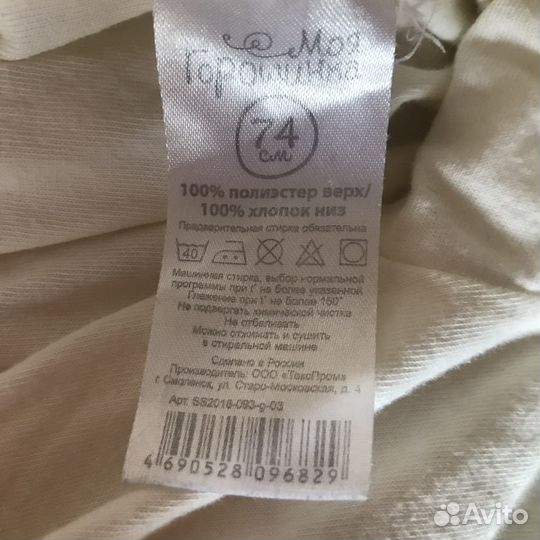 Моя
Горошинка
74
см
100% полиэстер верх/
100% хлопок низ
Предварительная стирка обязательна
40
Машинная стирка, выбор нормальной
программы при t° не более указанной
Глажение при t° не более 150°
Не подвергать химической чистке
Не отбеливать
Можно отжимать и сушить
в стиральной машине
Сделано в России
Производитель: ООО «ТексПром»
г Смоленск, ул. Старо-Московская, д. 4
Арт. SS2016-093-g-03
4 690528 096829
Avito